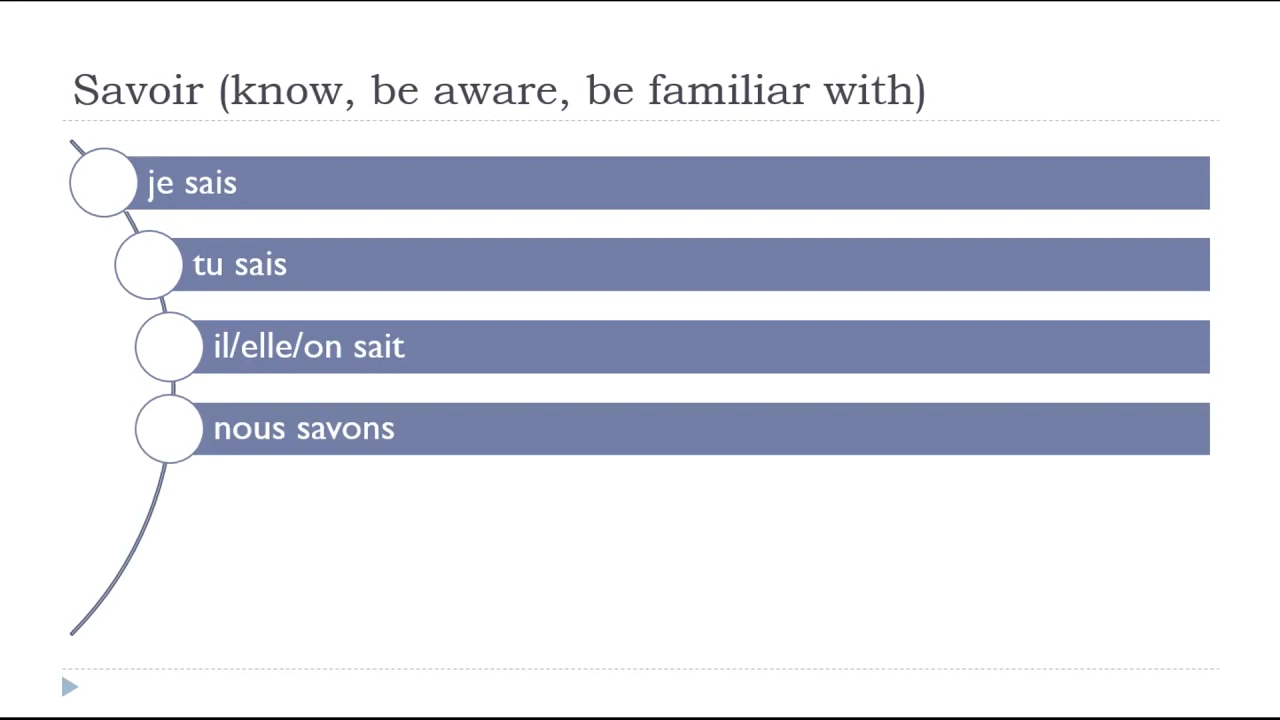 Savoir (know, be aware, be familiar with)
je sais
tu sais
il/elle/on sait
nous savons